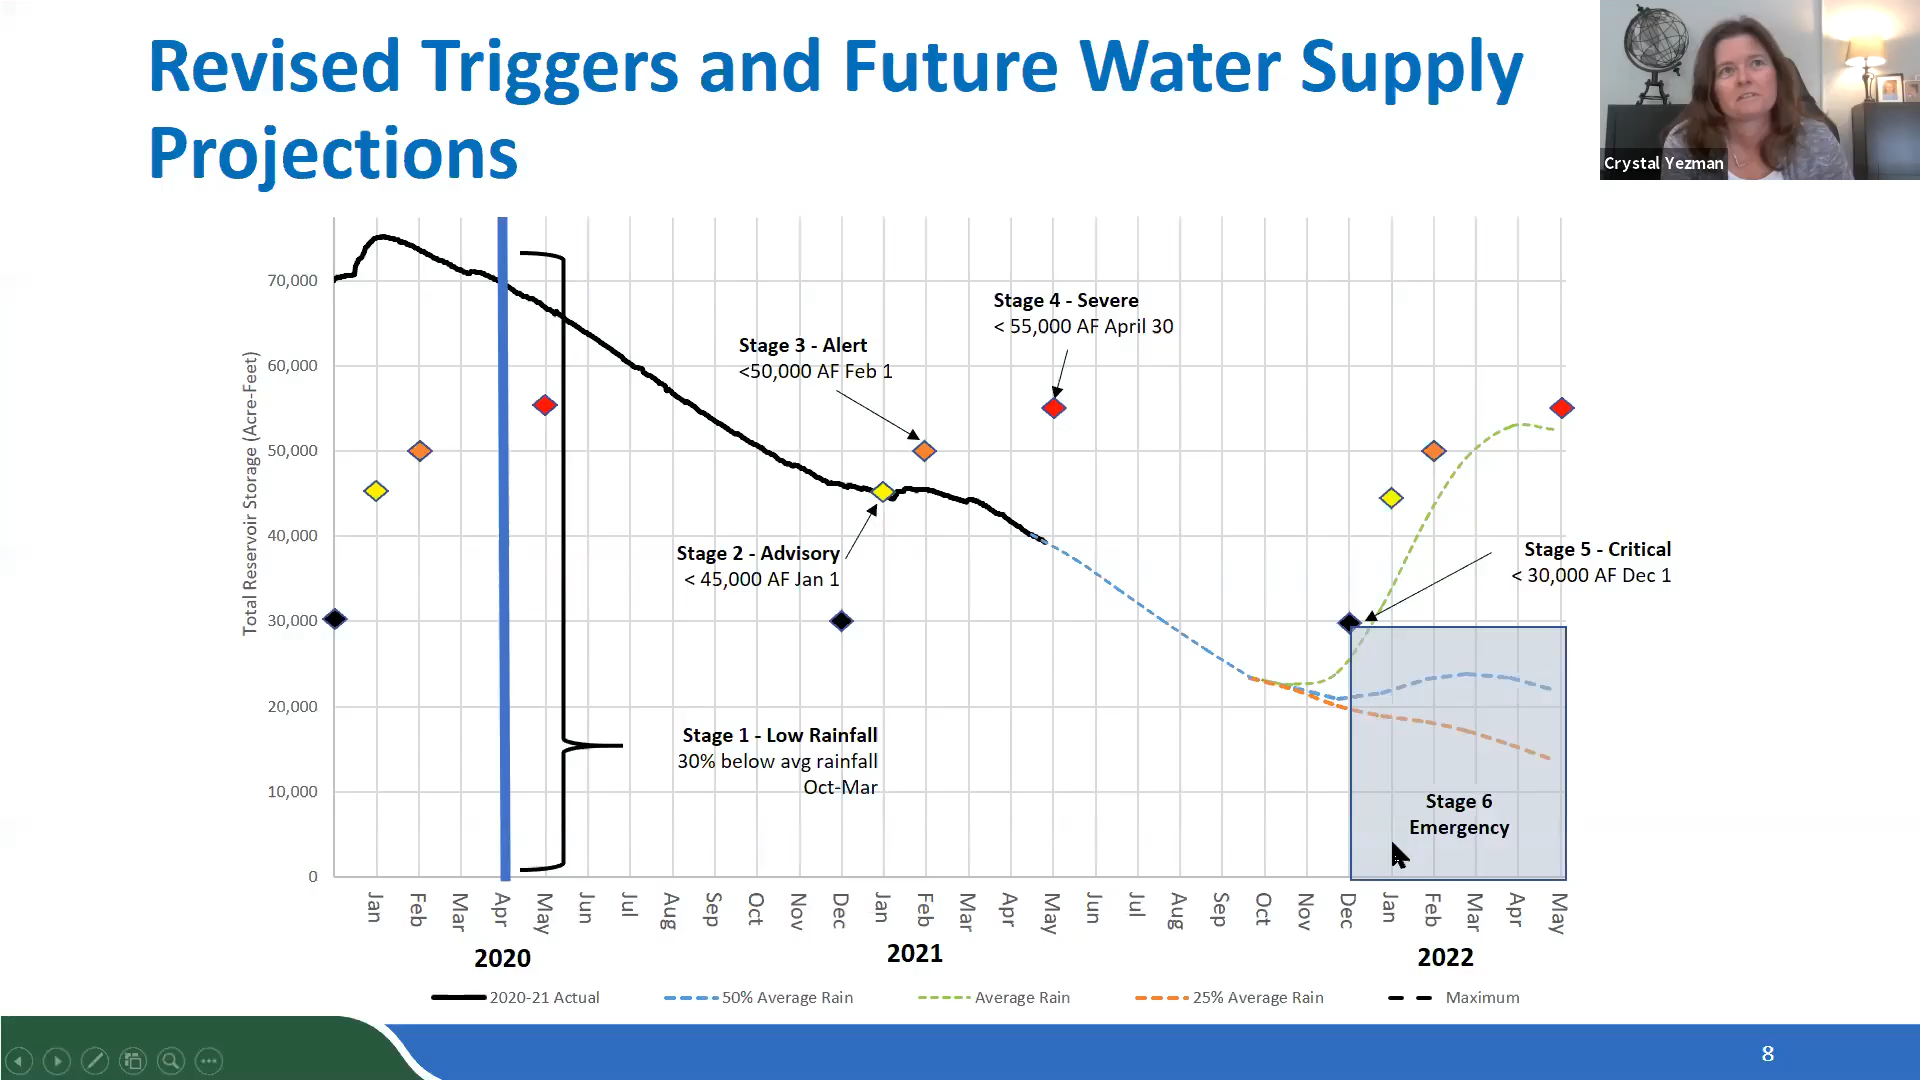 Revised Triggers and Future Water Supply
Projections
Crystal Yezman
Total Reservoir Storage (Acre-Feet)
70,000
60,000
50,000
40,000
30,000
20,000
10,000
0
Stage 4 - Severe
< 55,000 AF April 30
Stage 3 - Alert
<50,000 AF Feb 1
Stage 2 - Advisory
< 45,000 AF Jan 1
Stage 5 - Critical
< 30,000 AF Dec 1
Stage 1 - Low Rainfall
30% below avg rainfall
Oct-Mar
Stage 6
Emergency
Jan Feb Mar Apr May Jun Jul Aug Sep Oct Nov Dec Jan Feb Mar Apr May Jun Jul Aug Sep Oct Nov Dec Jan Feb Mar Apr May
2020 2021 2022
2020-21 Actual 50% Average Rain Average Rain 25% Average Rain Maximum
8